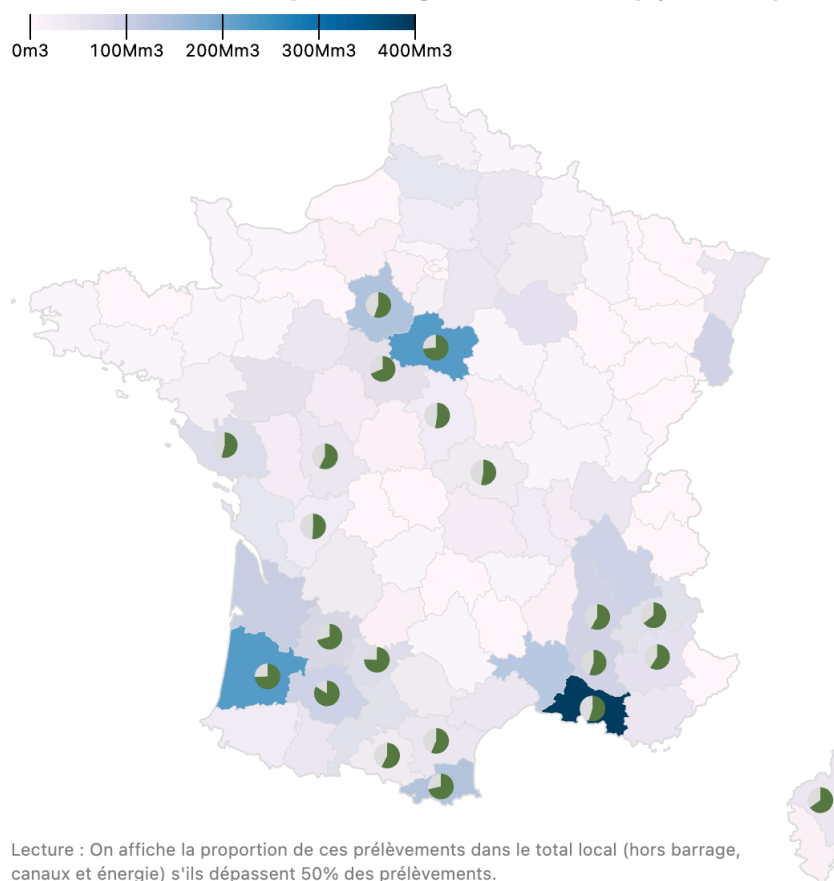 0m3 100Mm3 200Mm3 300Mm3 400Mm3
Lecture : On affiche la proportion de ces prélèvements dans le total local (hors barrage,
canaux et énergie) s'ils dépassent 50% des prélèvements.